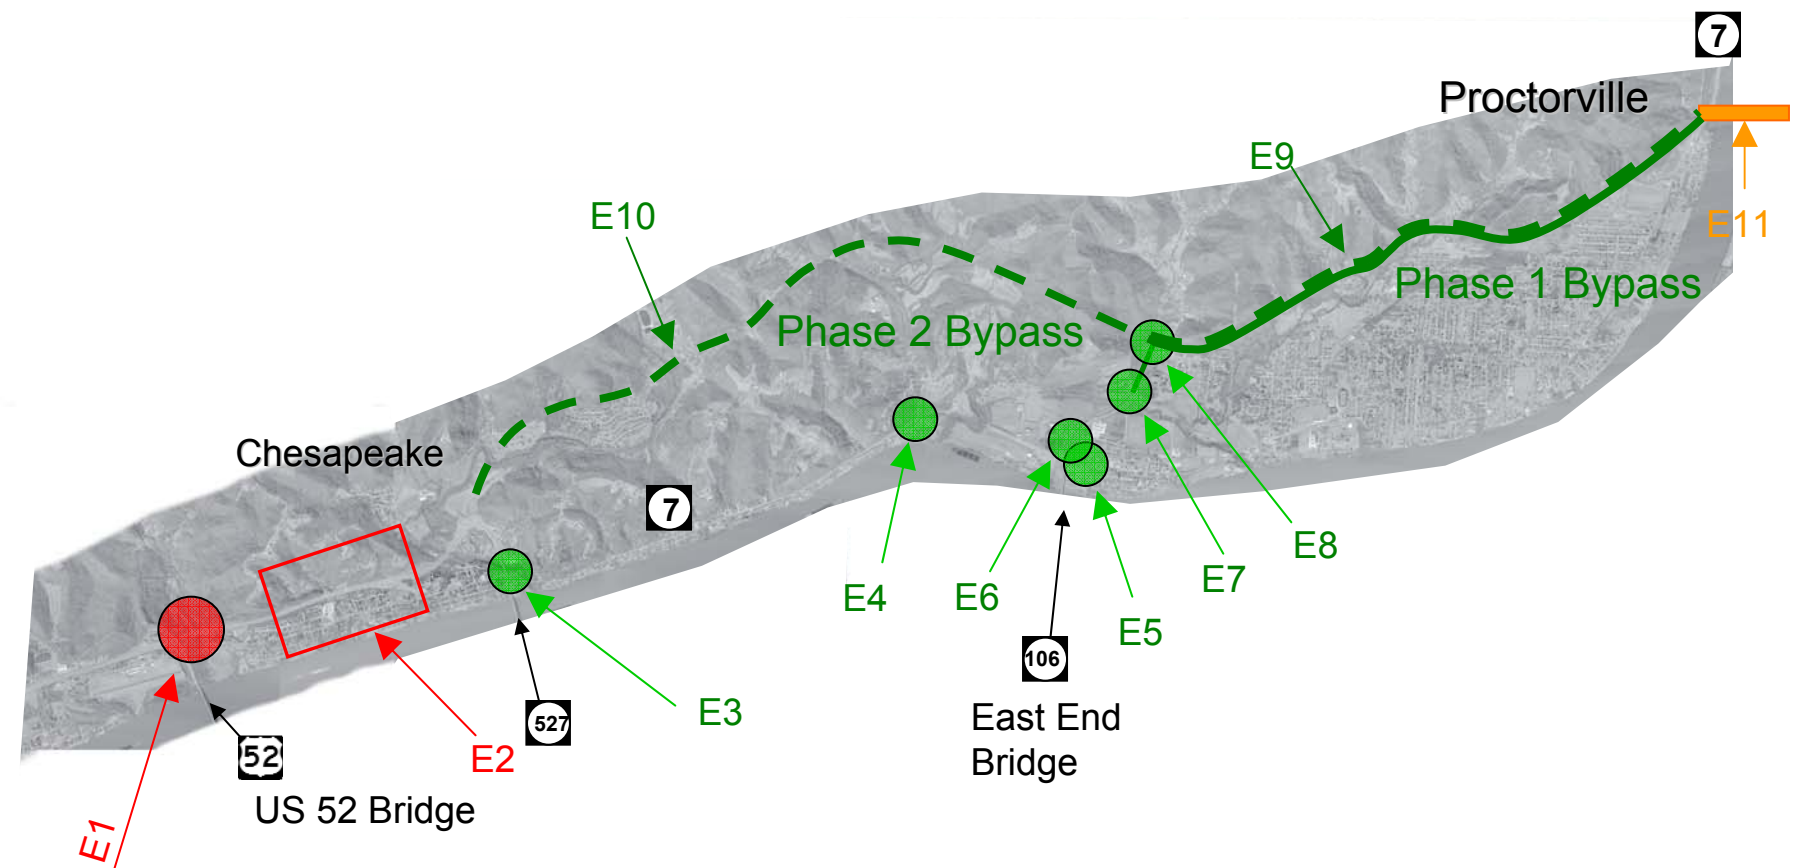 7
Proctorville
E9
E10
E11
Phase 1 Bypass
Phase 2 Bypass
Chesapeake
7
E8
E7
E4
E6
E5
106
E3
527
East End
Bridge
E2
52
US 52 Bridge
E1